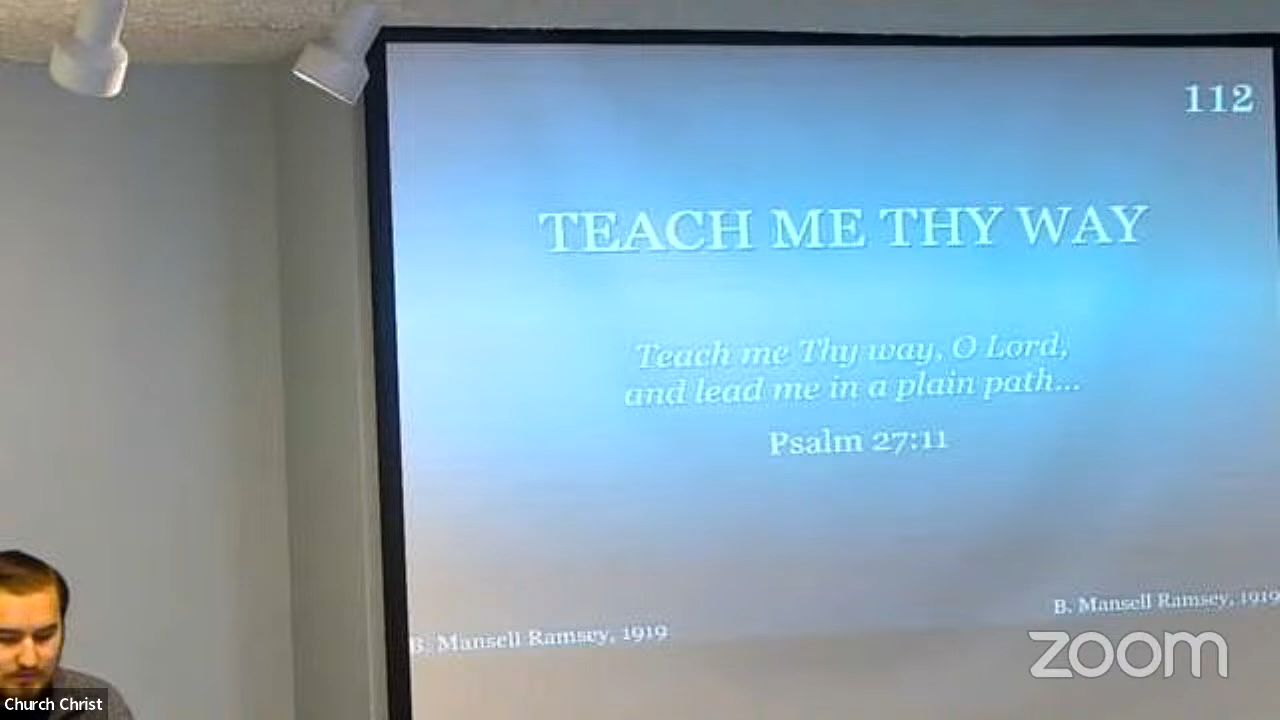 112
TEACH ME THY WAY
Teach me Thy way, O Lord,
and lead me in a plain path...
Psalm 27:11
B. Mansell Ramsey, 1919
B. Mansell Ramsey, 1919
zoom
Church Christ